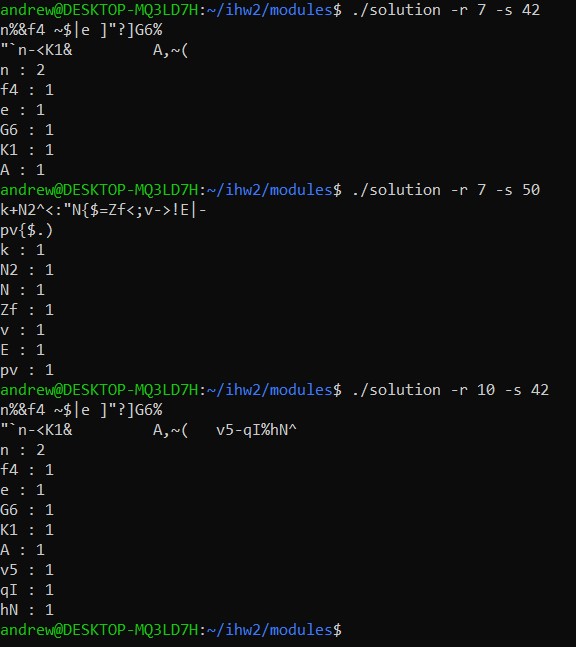 andrew@DESKTOP-MQ3LD7H:~/ihw2/modules$ ./solution -r 7 -s 42
n%&f4 ~$|e ]"?]G6%
"`n-<K1&         A,~(
n : 2
f4 : 1
e : 1
G6 : 1
K1 : 1
A : 1
andrew@DESKTOP-MQ3LD7H:~/ihw2/modules$ ./solution -r 7 -s 50
k+N2^<:"N{$=Zf<;v->!E|-
pv{$.)
k : 1
N2 : 1
N : 1
Zf : 1
v : 1
E : 1
pv : 1
andrew@DESKTOP-MQ3LD7H:~/ihw2/modules$ ./solution -r 10 -s 42
n%&f4 ~$|e ]"?]G6%
"`n-<K1&         A,~(   v5-qI%hN^
n : 2
f4 : 1
e : 1
G6 : 1
K1 : 1
A : 1
v5 : 1
qI : 1
hN : 1
andrew@DESKTOP-MQ3LD7H:~/ihw2/modules$